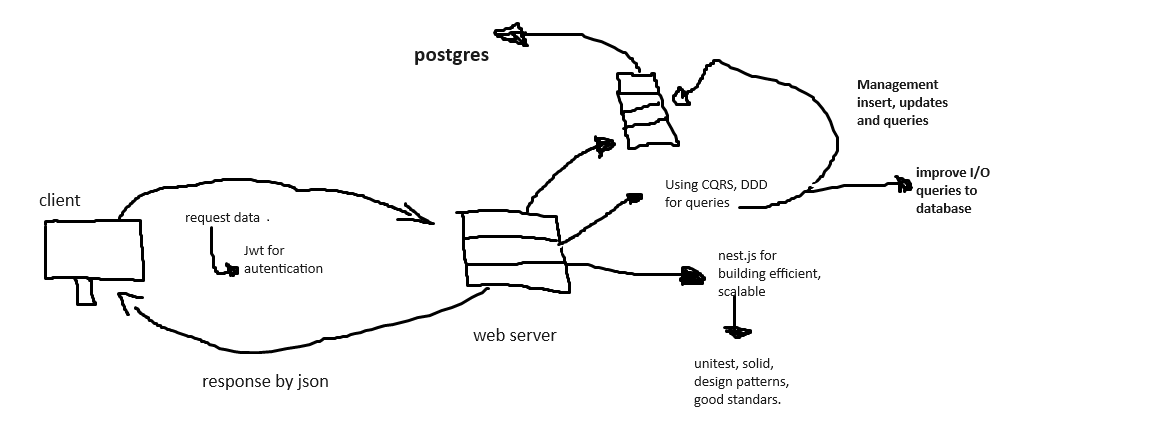 postgres
Management
insert, updates
and queries
client
request data .
Jwt for
autentication
Using CQRS, DDD
for queries
improve I/O
queries to
database
nest.js for
building efficient,
scalable
web server
unitest, solid,
design patterns,
good standars.
response by json